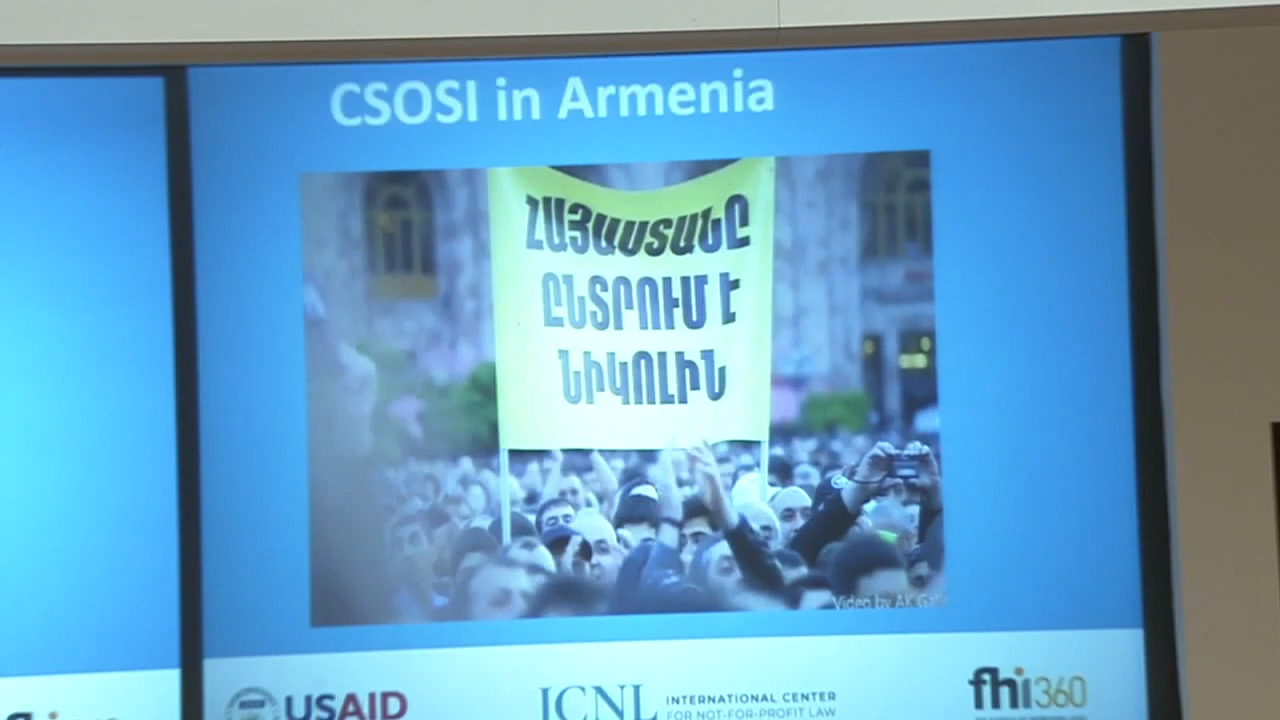 CSOSI in Armenia
ՀԱՅԱՍՏԱՆԸ
ԸՆՏՐՈՒՄ Է
ՆԻԿՈԼԻՆ
Video by AK
USAID
ICNL
INTERNATIONAL CENTER
FOR NOT-FOR-PROFIT LAW
fhi360